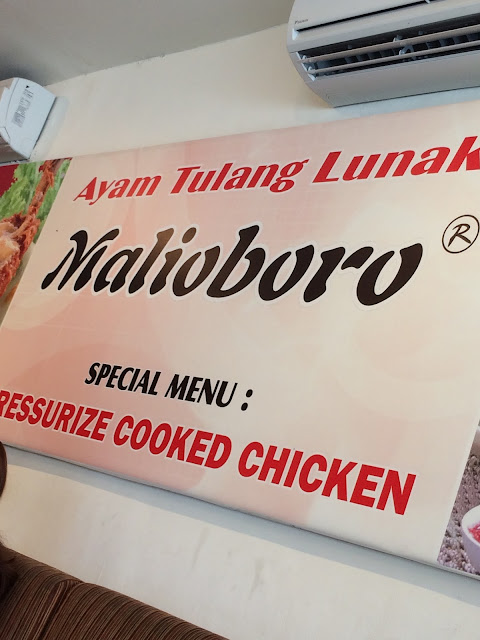 Ayam Tulang Lunak
Malioboro ®
SPECIAL MENU :
RESSURIZE COOKED CHICKEN